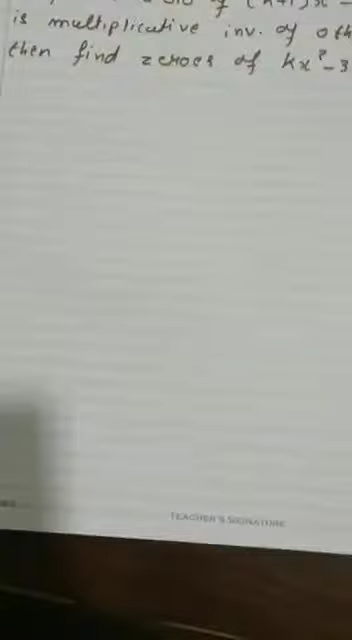 is multiplicative inv. of oth
then find zeroes of kx²-3
TEACHER'S SIGNATURE